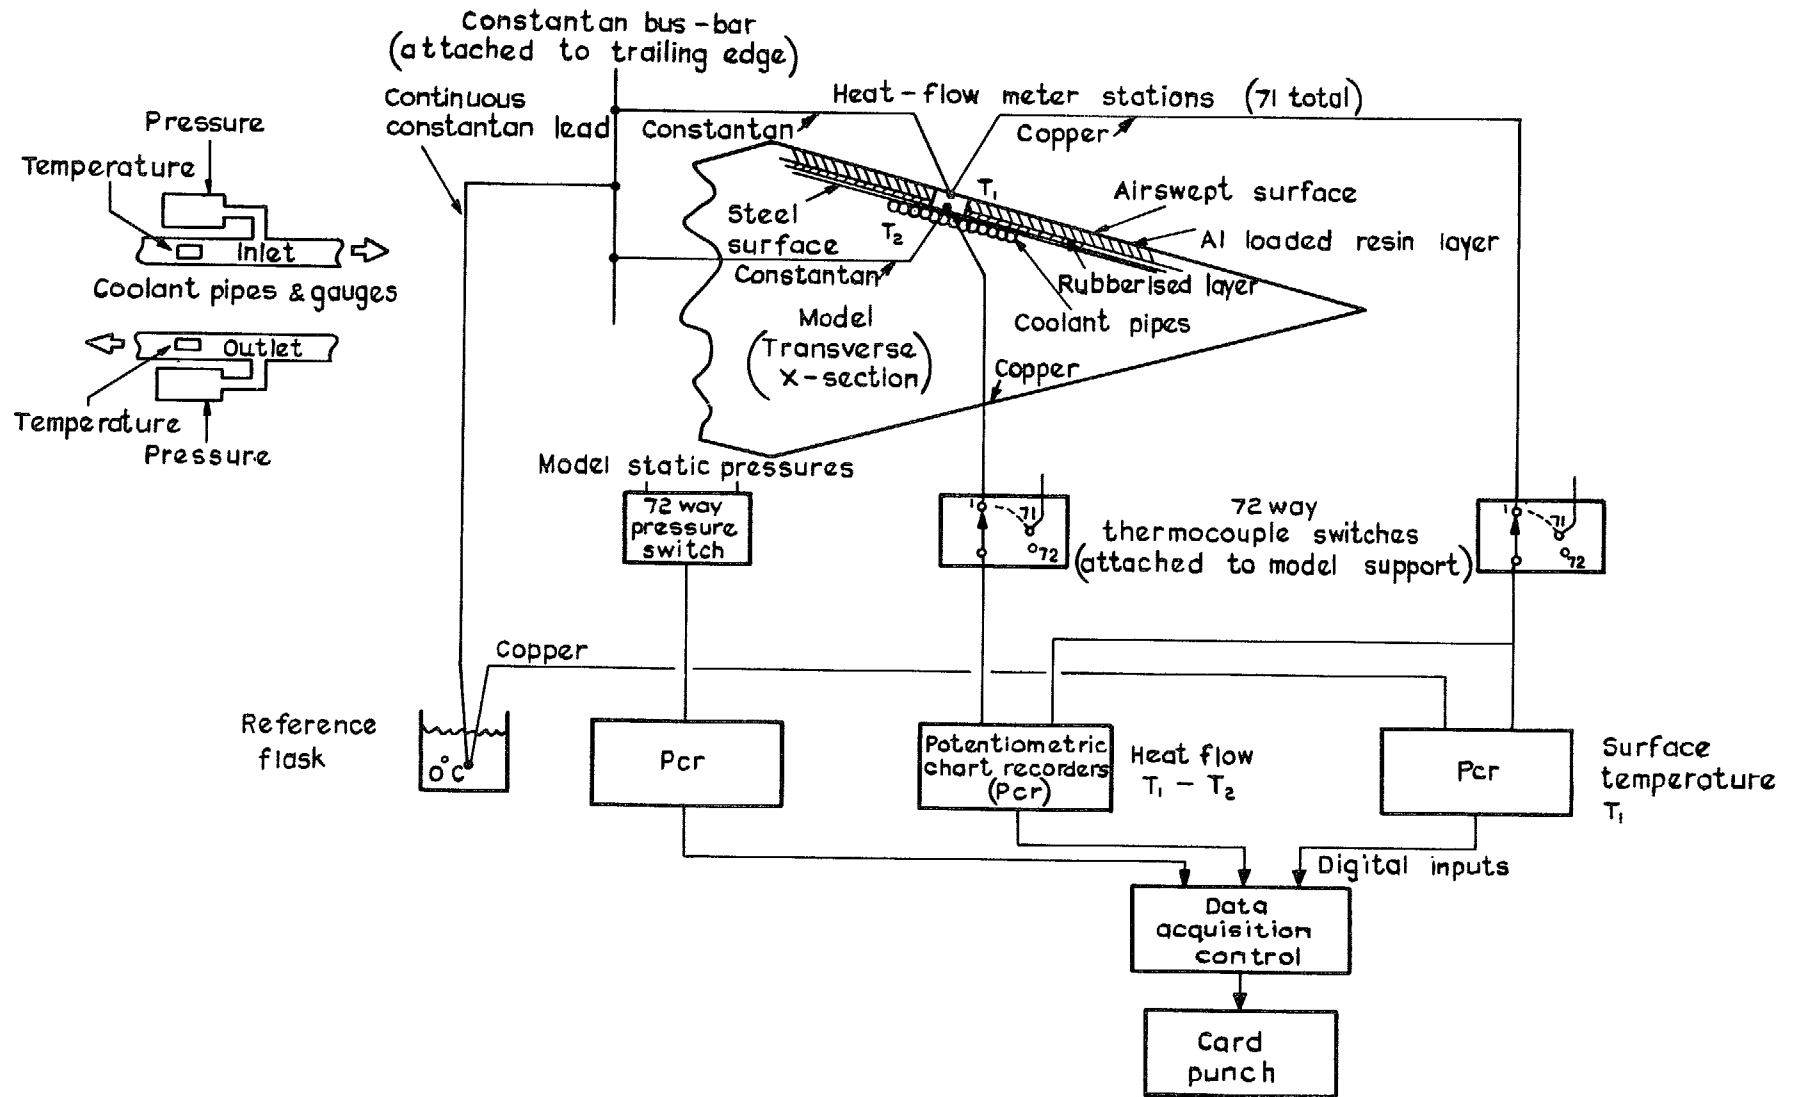 Constantan bus-bar
(attached to trailing edge)
Continuous
constantan lead
Heat-flow meter stations (71 total)
Constantan
Copper
Pressure
Temperature
Inlet
Coolant pipes & gauges
Outlet
Temperature
Pressure
T₁
Airswept surface
Steel
surface
T₂
Al loaded resin layer
Constantan
Rubberised layer
Coolant pipes
Model
(Transverse
X-section)
Copper
Model static pressures
72 way
pressure
switch
1
71
72
72 way
thermocouple switches
(attached to model support)
1
71
72
Copper
Reference
flask
0°C
Pcr
Potentiometric
chart recorders
(Pcr)
Heat flow
T₁ - T₂
Pcr
Surface
temperature
T₁
Digital inputs
Data
acquisition
control
Card
punch